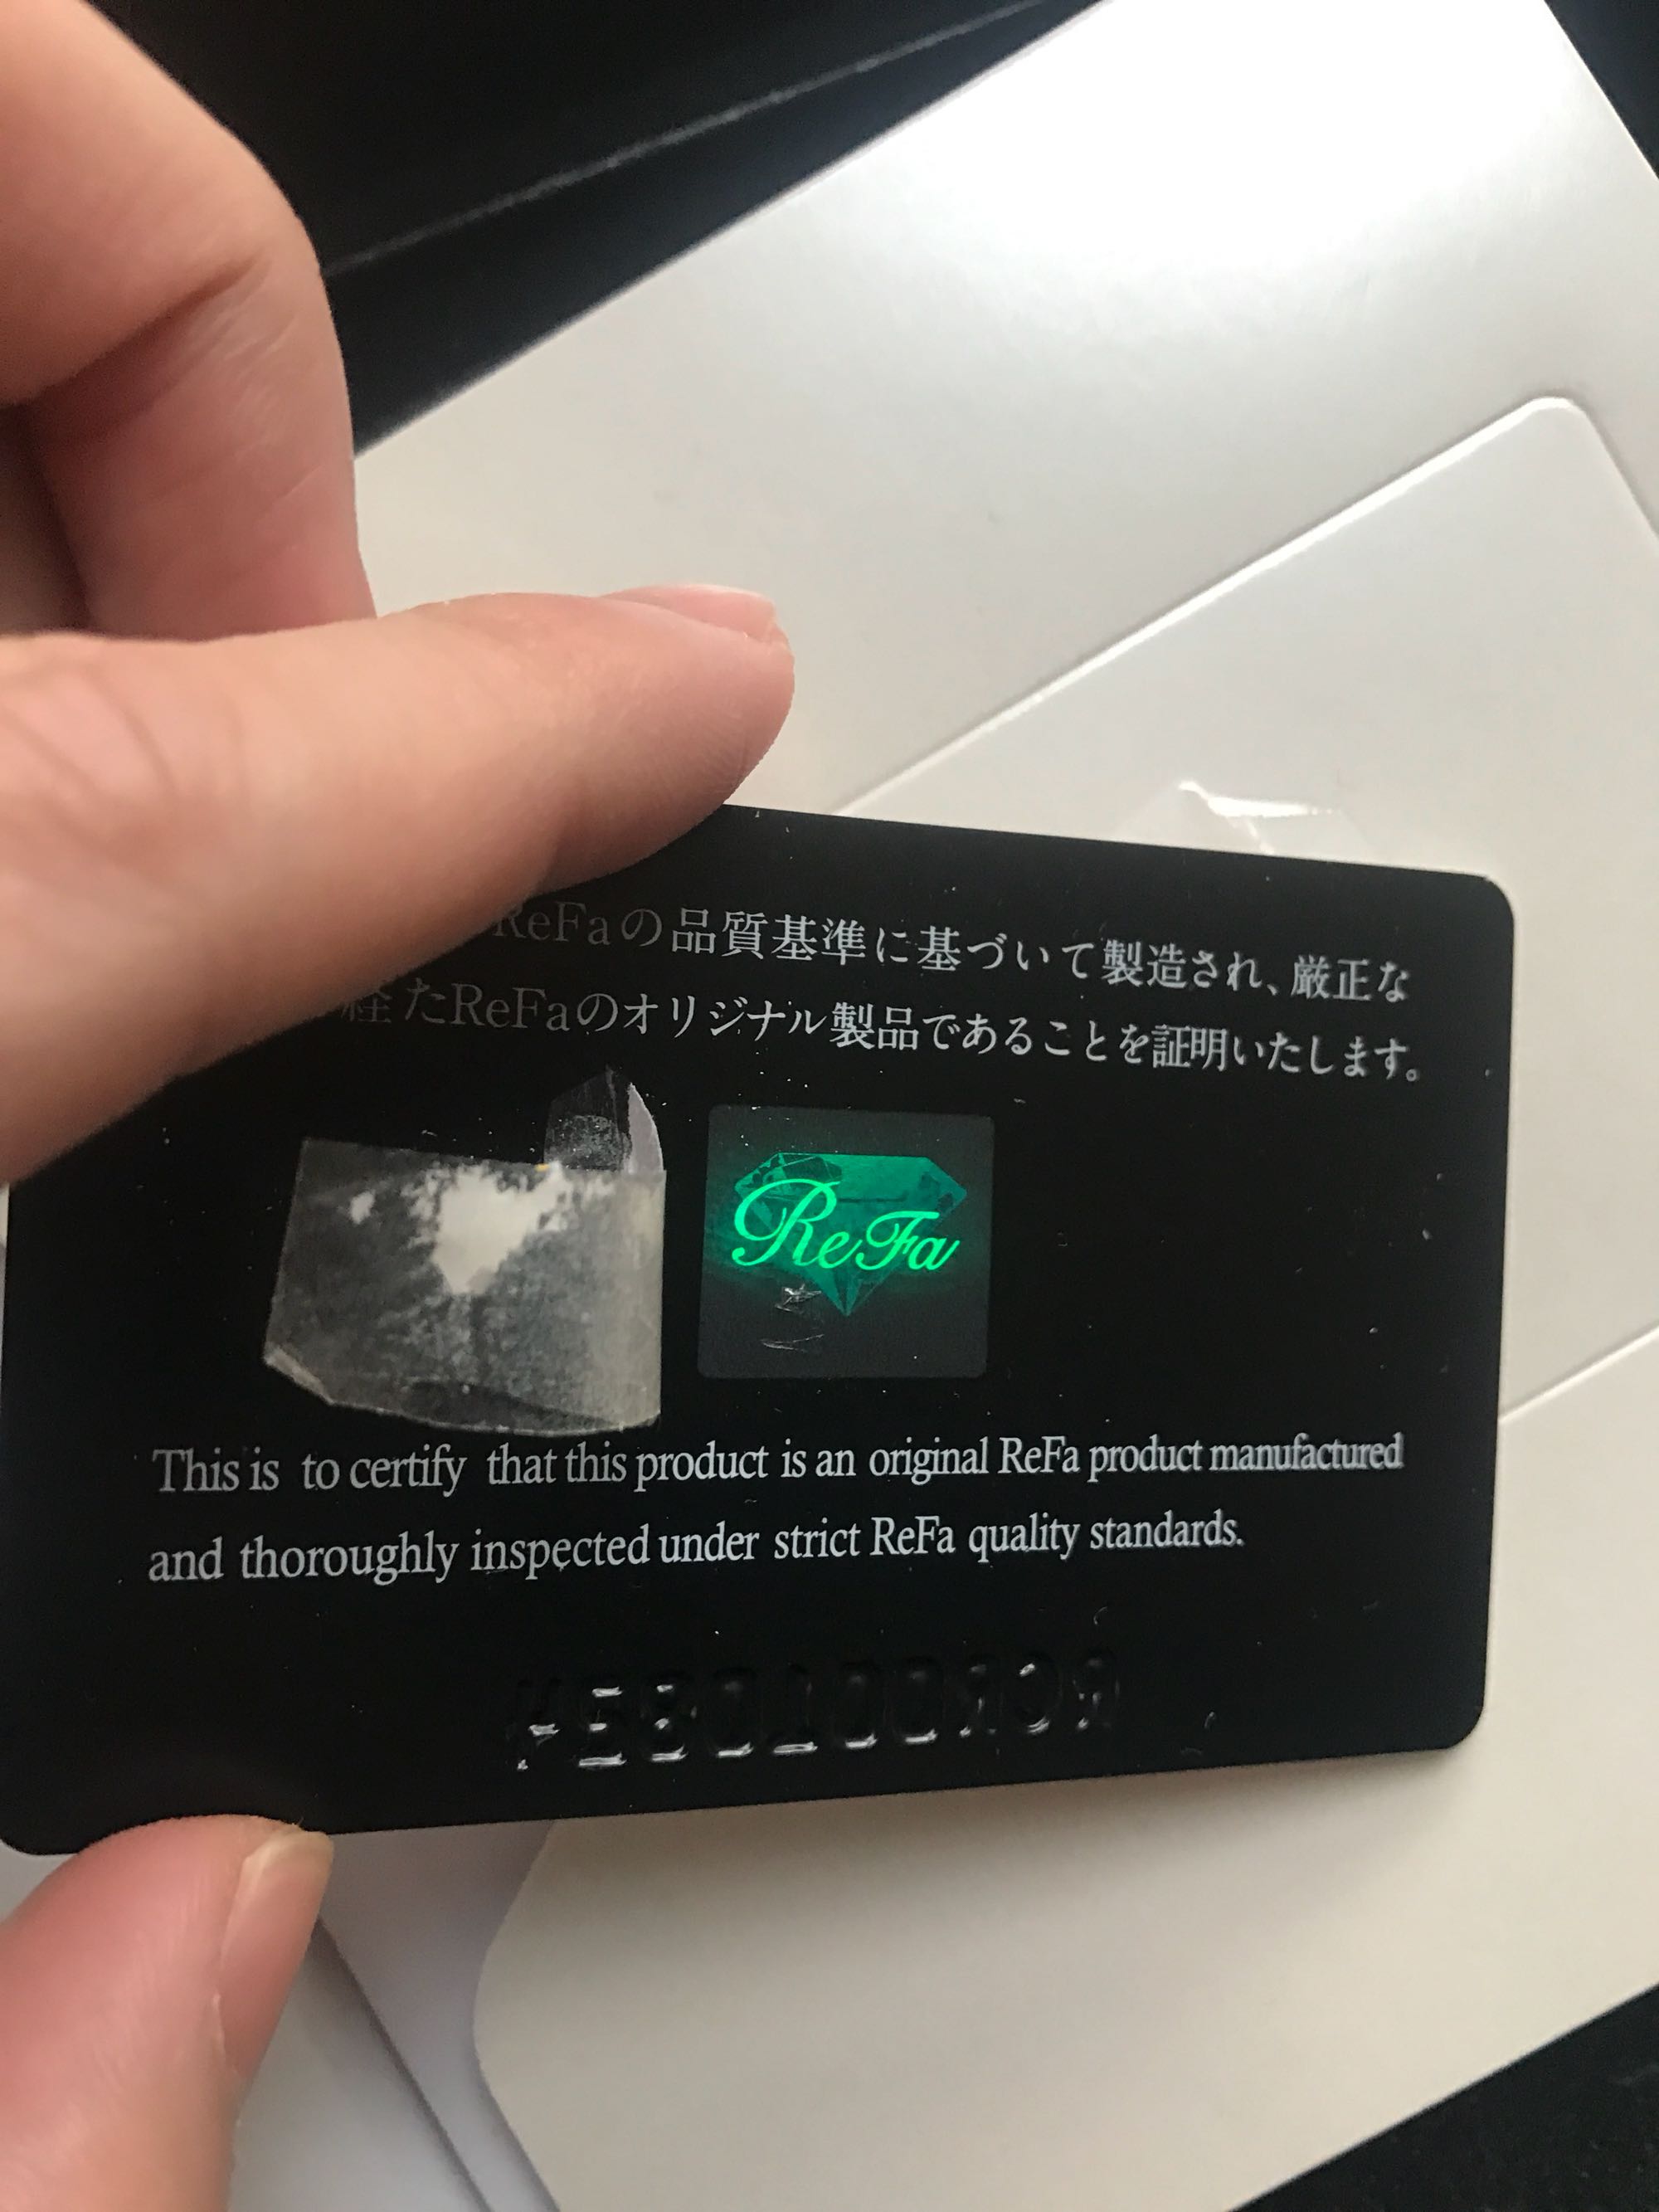 ReFaの品質基準に基づいて製造され、厳正な
経たReFaのオリジナル製品であることを証明いたします。
ReFa
This is to certify that this product is an original ReFa product manufactured
and thoroughly inspected under strict ReFa quality standards.